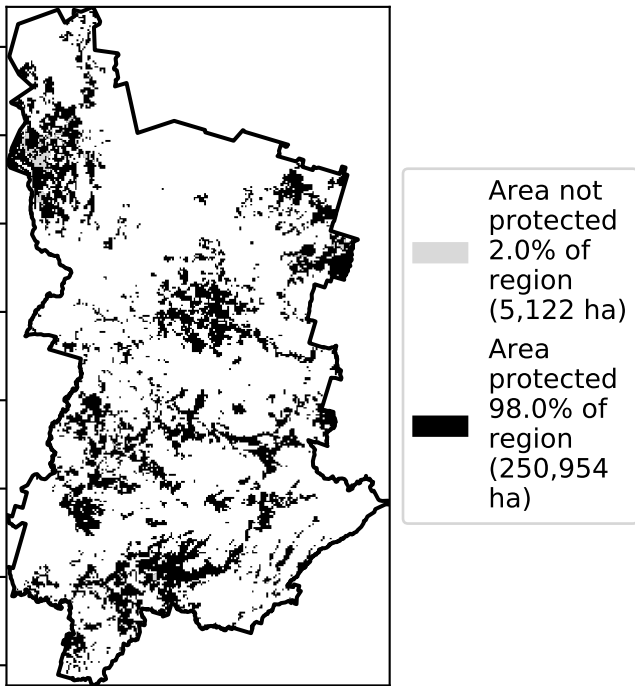 Area not
protected
2.0% of
region
(5,122 ha)
Area
protected
98.0% of
region
(250,954
ha)